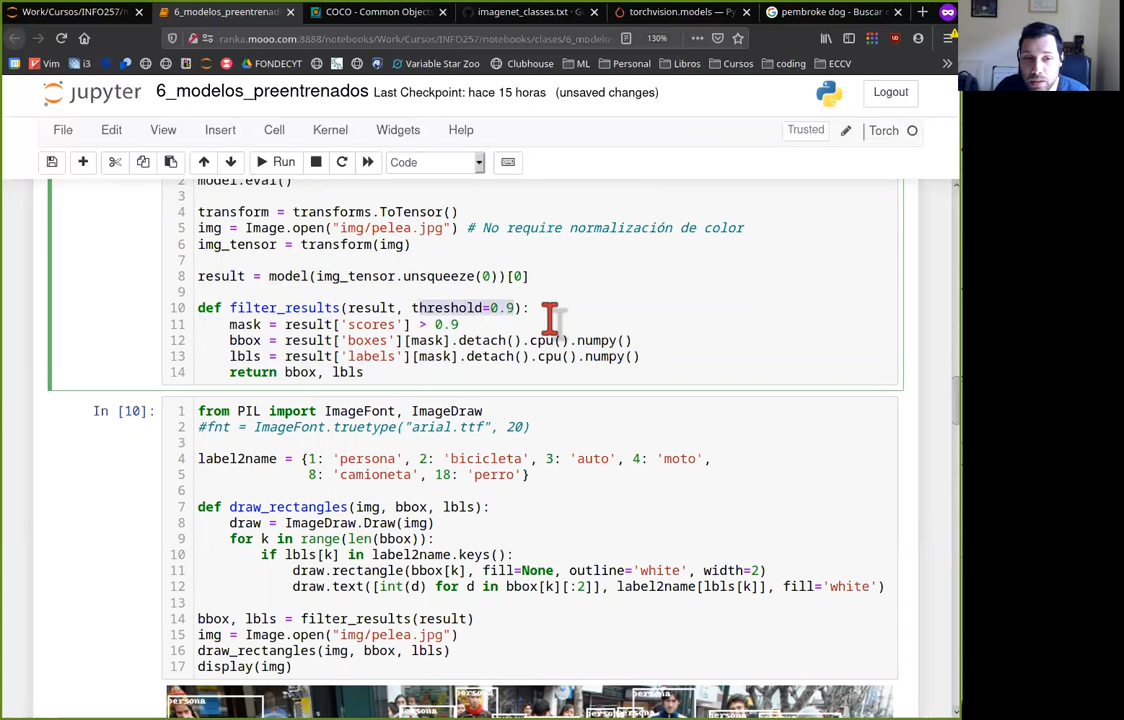 Work/Cursos/INFO257/n
6_modelos_preentrenad
COCO - Common Object
imagenet_classes.txt · G
torchvision.models — Py
pembroke dog - Buscar
ranka.mooo.com:8888/notebooks/Work/Cursos/INFO257/notebooks/clases/6_modelo
130%
Vim
i3
FONDECYT
Variable Star Zoo
Clubhouse
ML
Personal
Libros
Cursos
coding
ECCV
jupyter
6_modelos_preentrenados Last Checkpoint: hace 15 horas (unsaved changes)
Logout
File Edit View Insert Cell Kernel Widgets Help
Trusted
Torch
Run
Code
2 model.eval()
3
4 transform = transforms.ToTensor()
5 img = Image.open("img/pelea.jpg") # No require normalización de color
6 img_tensor = transform(img)
7
8 result = model(img_tensor.unsqueeze(0))[0]
9
10 def filter_results(result, threshold=0.9):
11 mask = result['scores'] > 0.9
12 bbox = result['boxes'][mask].detach().cpu().numpy()
13 lbls = result['labels'][mask].detach().cpu().numpy()
14 return bbox, lbls
In [10]:
1 from PIL import ImageFont, ImageDraw
2 #fnt = ImageFont.truetype("arial.ttf", 20)
3
4 label2name = {1: 'persona', 2: 'bicicleta', 3: 'auto', 4: 'moto',
5 8: 'camioneta', 18: 'perro'}
6
7 def draw_rectangles(img, bbox, lbls):
8 draw = ImageDraw.Draw(img)
9 for k in range(len(bbox)):
10 if lbls[k] in label2name.keys():
11 draw.rectangle(bbox[k], fill=None, outline='white', width=2)
12 draw.text([int(d) for d in bbox[k][:2]], label2name[lbls[k]], fill='white')
13
14 bbox, lbls = filter_results(result)
15 img = Image.open("img/pelea.jpg")
16 draw_rectangles(img, bbox, lbls)
17 display(img)
persona
persona
persona
persona